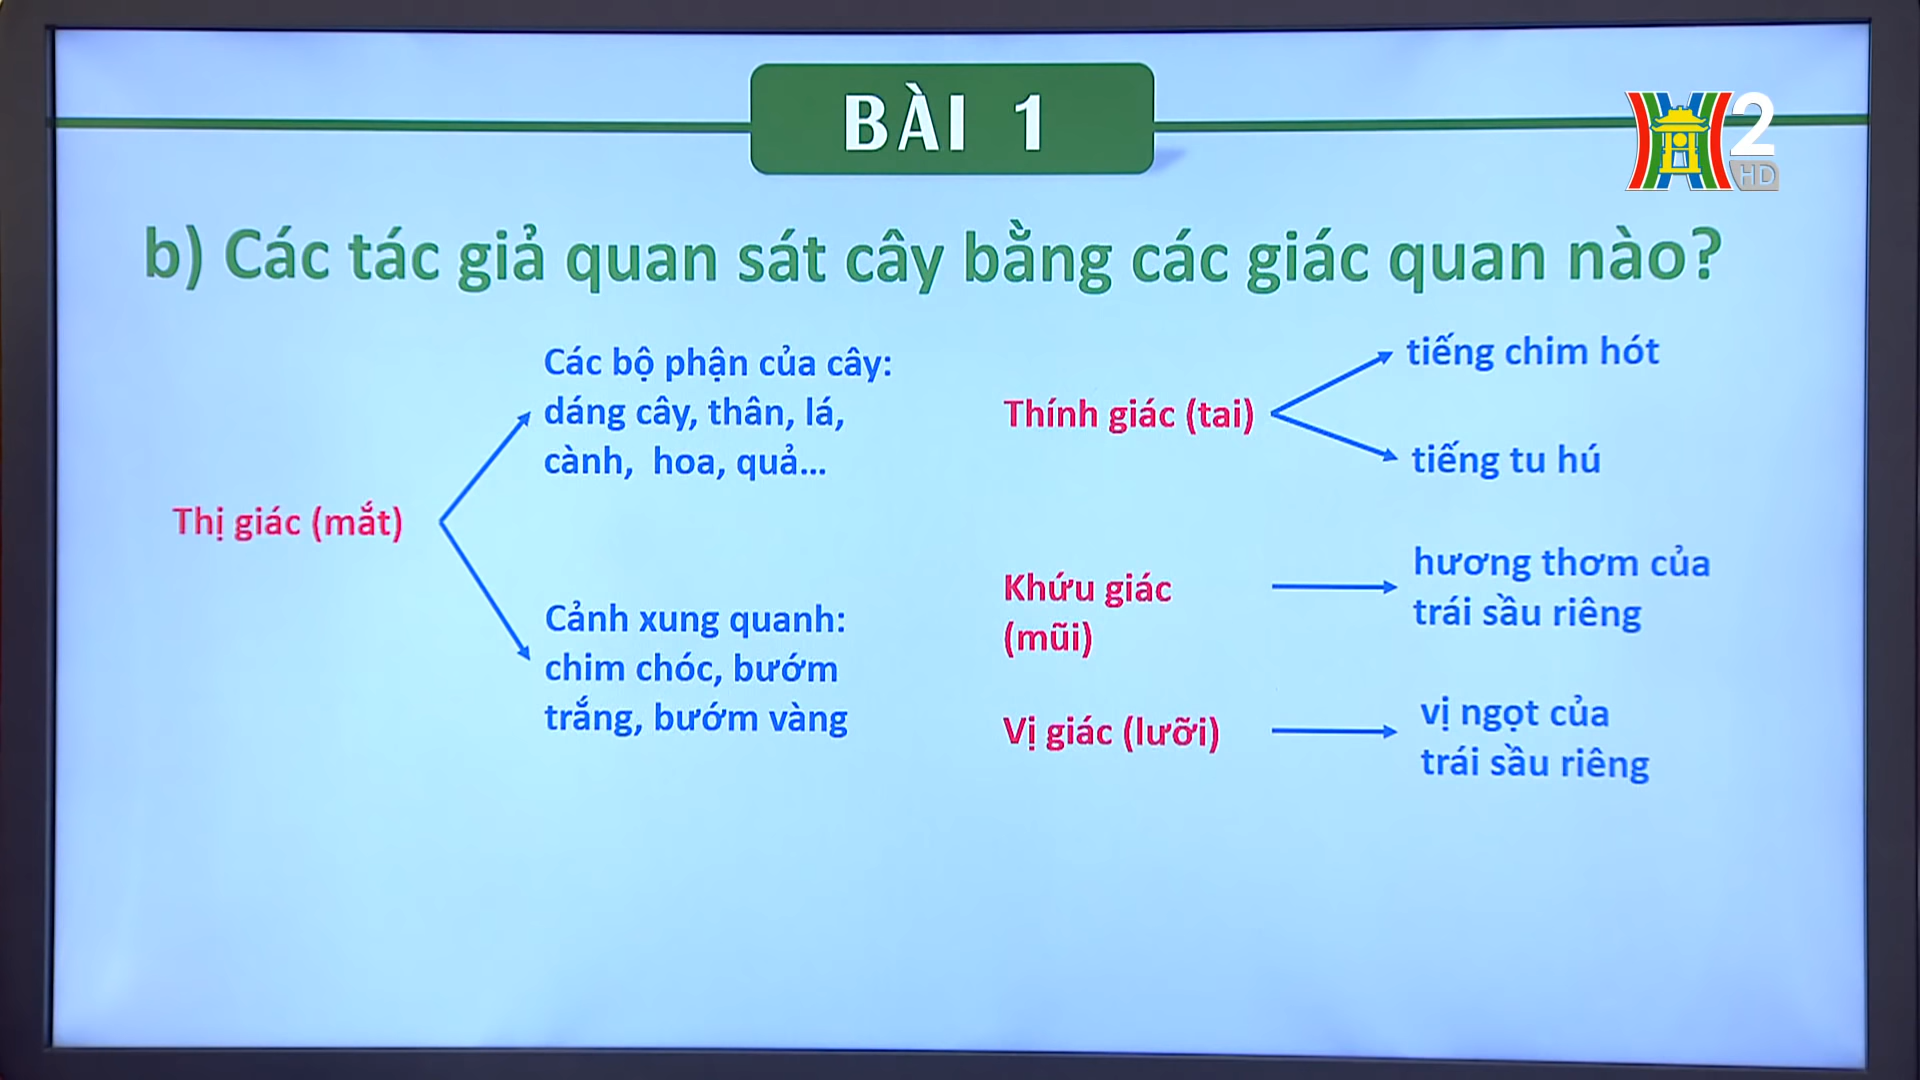 BÀI 1
2
HD
b) Các tác giả quan sát cây bằng các giác quan nào?
Thị giác (mắt)
Các bộ phận của cây:
dáng cây, thân, lá,
cành, hoa, quả...
Cảnh xung quanh:
chim chóc, bướm
trắng, bướm vàng
Thính giác (tai)
tiếng chim hót
tiếng tu hú
Khứu giác
(mũi)
hương thơm của
trái sầu riêng
Vị giác (lưỡi)
vị ngọt của
trái sầu riêng